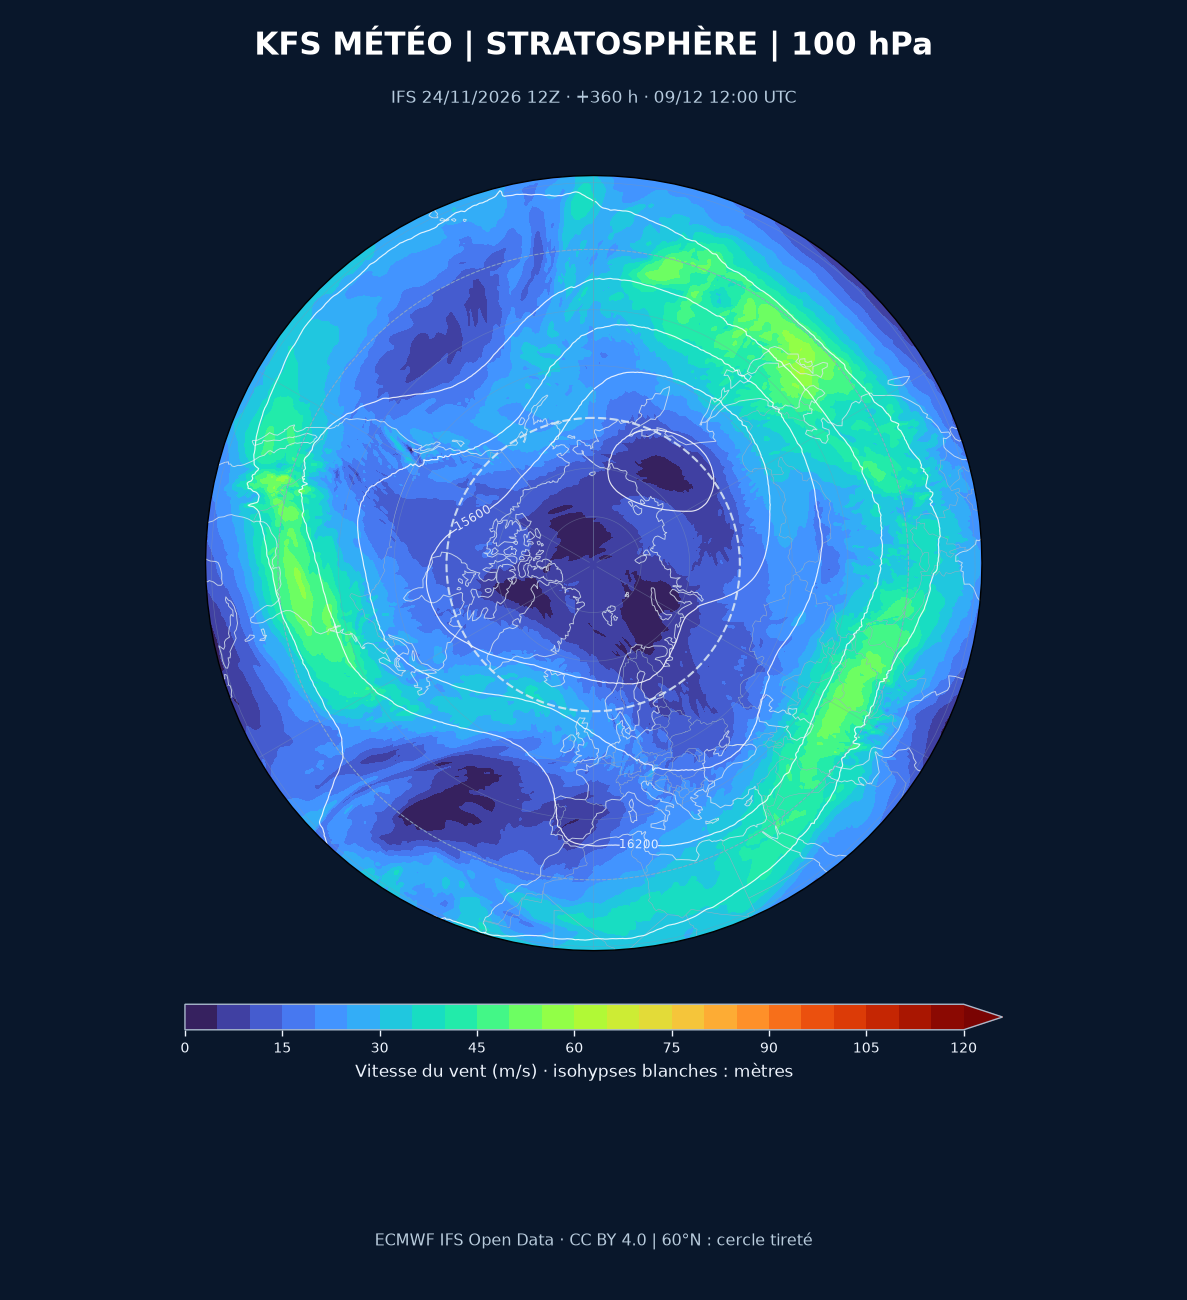 KFS MÉTÉO | STRATOSPHÈRE | 100 hPa
IFS 24/11/2026 12Z · +360 h · 09/12 12:00 UTC
15600
16200
0 15 30 45 60 75 90 105 120
Vitesse du vent (m/s) · isohypses blanches : mètres
ECMWF IFS Open Data · CC BY 4.0 | 60°N : cercle tireté